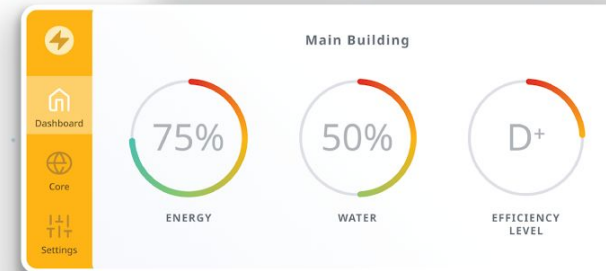 Main Building
Dashboard
Core
Settings
75%
50%
D+
ENERGY
WATER
EFFICIENCY
LEVEL